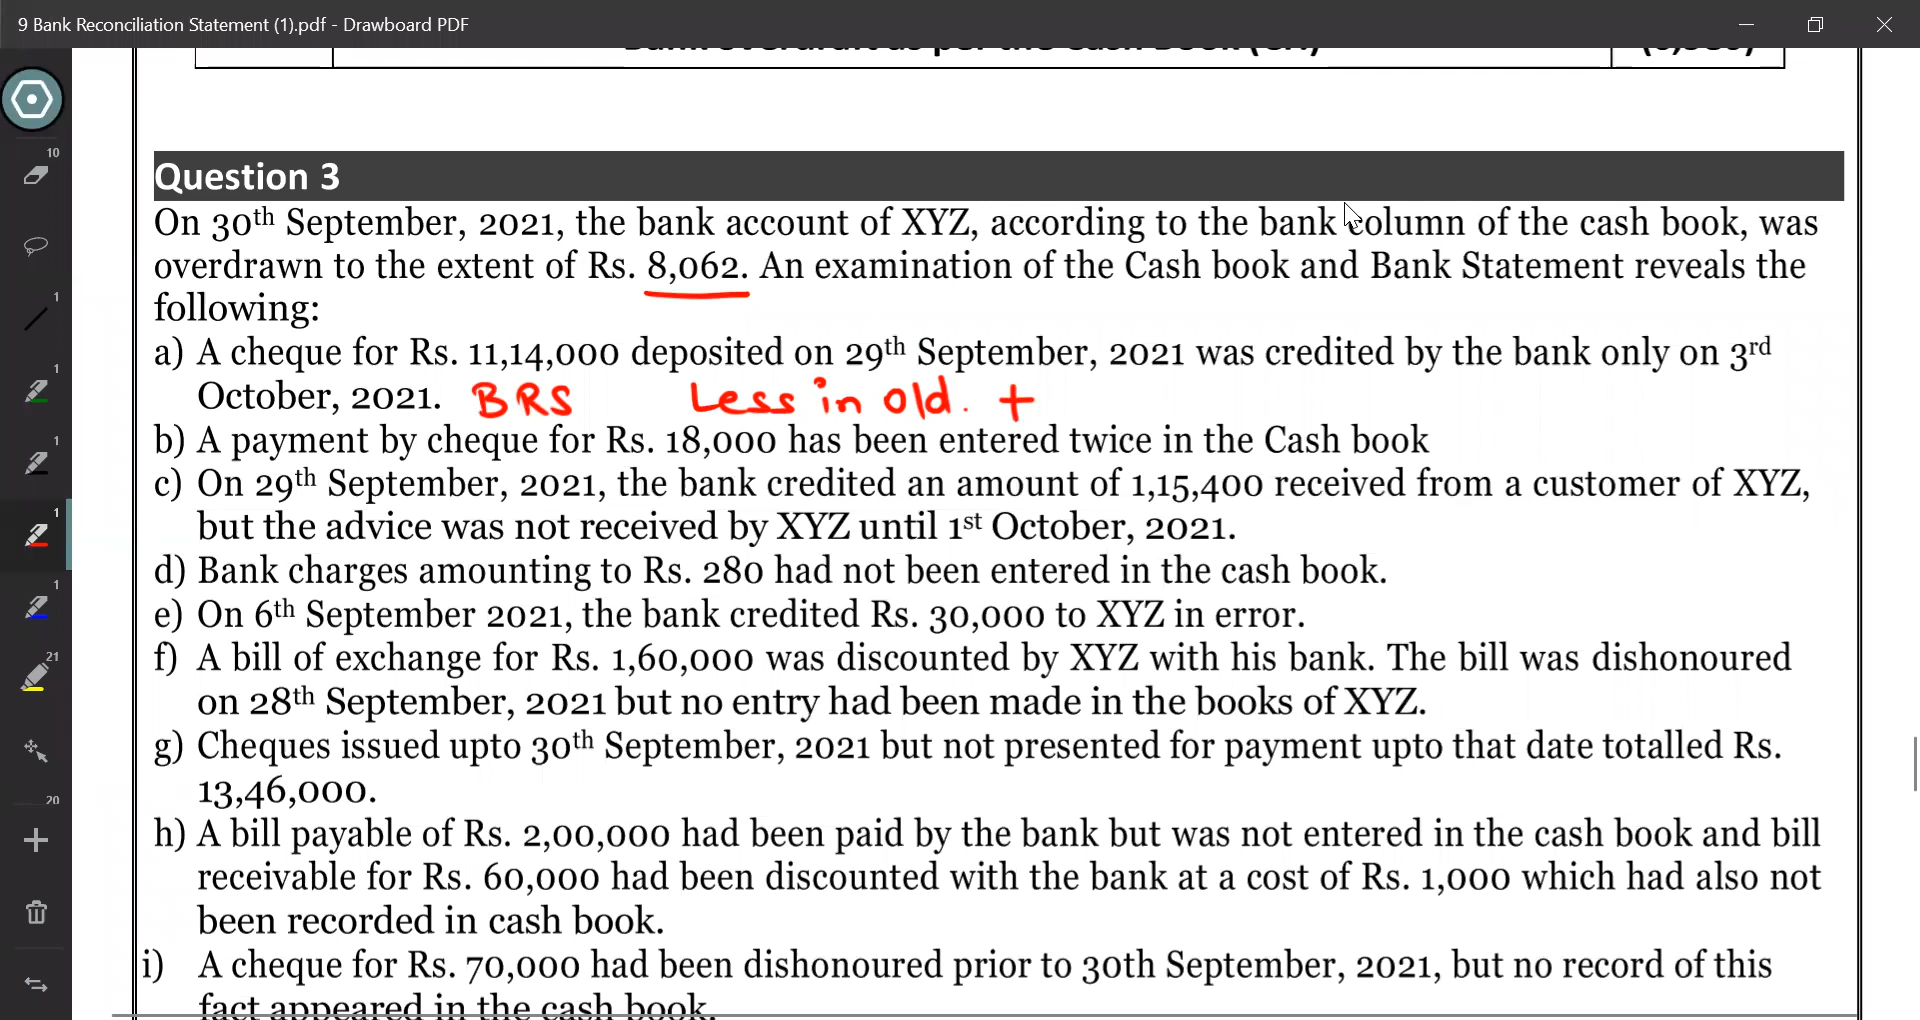 9 Bank Reconciliation Statement (1).pdf - Drawboard PDF
Question 3
On 30th September, 2021, the bank account of XYZ, according to the bank column of the cash book, was
overdrawn to the extent of Rs. 8,062. An examination of the Cash book and Bank Statement reveals the
following:
a) A cheque for Rs. 11,14,000 deposited on 29th September, 2021 was credited by the bank only on 3rd
October, 2021. BRS Less in old. +
b) A payment by cheque for Rs. 18,000 has been entered twice in the Cash book
c) On 29th September, 2021, the bank credited an amount of 1,15,400 received from a customer of XYZ,
but the advice was not received by XYZ until 1st October, 2021.
d) Bank charges amounting to Rs. 280 had not been entered in the cash book.
e) On 6th September 2021, the bank credited Rs. 30,000 to XYZ in error.
f) A bill of exchange for Rs. 1,60,000 was discounted by XYZ with his bank. The bill was dishonoured
on 28th September, 2021 but no entry had been made in the books of XYZ.
g) Cheques issued upto 30th September, 2021 but not presented for payment upto that date totalled Rs.
13,46,000.
h) A bill payable of Rs. 2,00,000 had been paid by the bank but was not entered in the cash book and bill
receivable for Rs. 60,000 had been discounted with the bank at a cost of Rs. 1,000 which had also not
been recorded in cash book.
i) A cheque for Rs. 70,000 had been dishonoured prior to 30th September, 2021, but no record of this
fact appeared in the cash book.
10
1
1
1
1
1
21
20